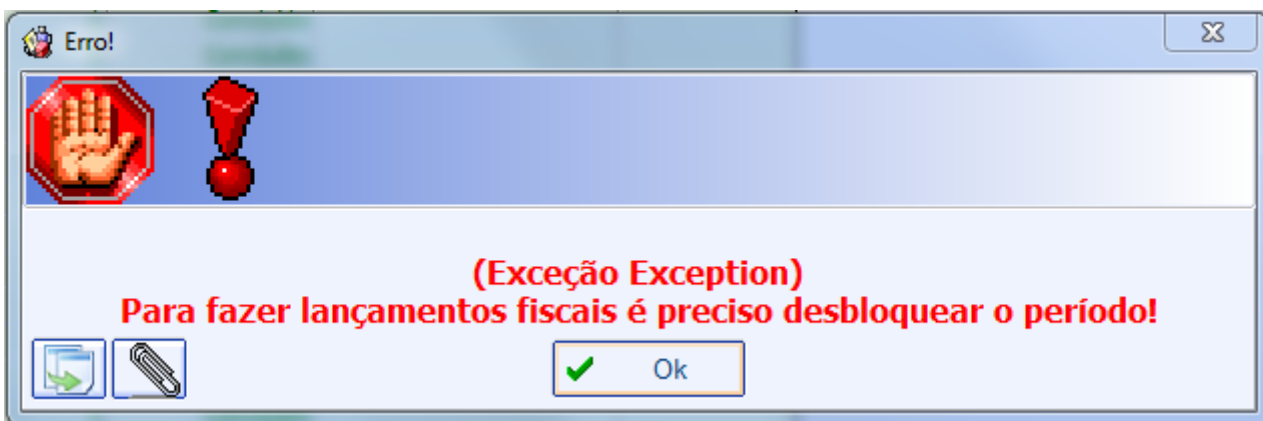 Erro!
(Exceção Exception)
Para fazer lançamentos fiscais é preciso desbloquear o período!
Ok